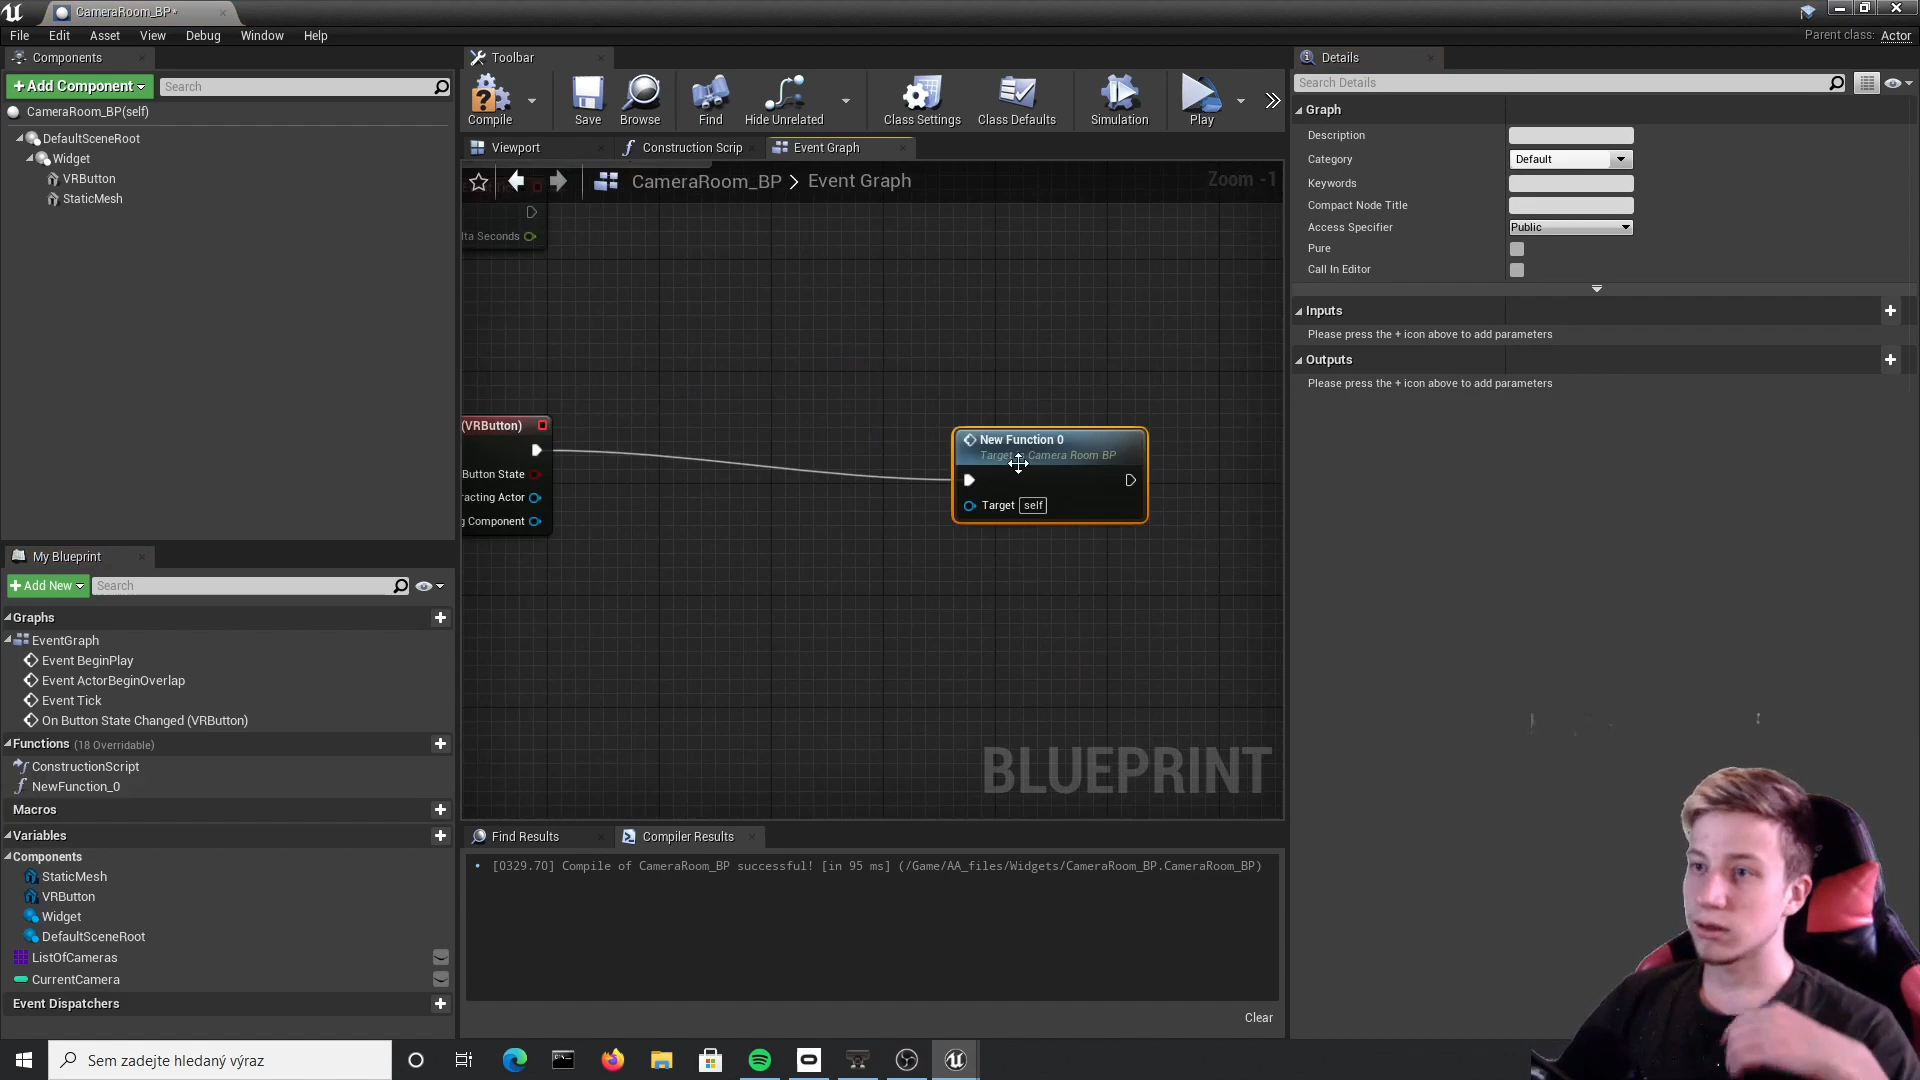 CameraRoom_BP*
File Edit Asset View Debug Window Help
Parent class: Actor
Components
Add Component
Search
CameraRoom_BP(self)
DefaultSceneRoot
Widget
VRButton
StaticMesh
Toolbar
Compile
Save
Browse
Find
Hide Unrelated
Class Settings
Class Defaults
Simulation
Play
Viewport
Construction Scrip
Event Graph
CameraRoom_BP > Event Graph
Zoom -1
lta Seconds
(VRButton)
Button State
racting Actor
g Component
New Function 0
Target is Camera Room BP
Target self
BLUEPRINT
My Blueprint
Add New
Search
Graphs
EventGraph
Event BeginPlay
Event ActorBeginOverlap
Event Tick
On Button State Changed (VRButton)
Functions (18 Overridable)
ConstructionScript
NewFunction_0
Macros
Variables
Components
StaticMesh
VRButton
Widget
DefaultSceneRoot
ListOfCameras
CurrentCamera
Event Dispatchers
Find Results
Compiler Results
[0329.70] Compile of CameraRoom_BP successful! [in 95 ms] (/Game/AA_files/Widgets/CameraRoom_BP.CameraRoom_BP)
Clear
Details
Search Details
Graph
Description
Category Default
Keywords
Compact Node Title
Access Specifier Public
Pure
Call In Editor
Inputs
Please press the + icon above to add parameters
Outputs
Please press the + icon above to add parameters
Sem zadejte hledaný výraz